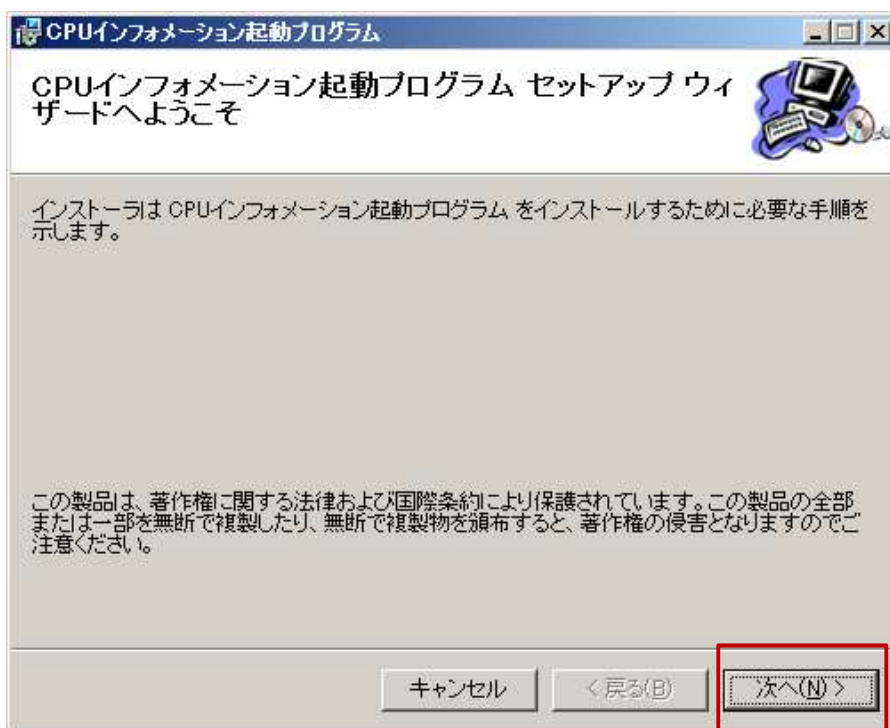 CPUインフォメーション起動プログラム
CPUインフォメーション起動プログラム セットアップ ウィ
ザードへようこそ
インストーラは CPUインフォメーション起動プログラム をインストールするために必要な手順を
示します。
この製品は、著作権に関する法律および国際条約により保護されています。この製品の全部
または一部を無断で複製したり、無断で複製物を頒布すると、著作権の侵害となりますのでご
注意ください。
キャンセル
< 戻る(B)
次へ(N) >